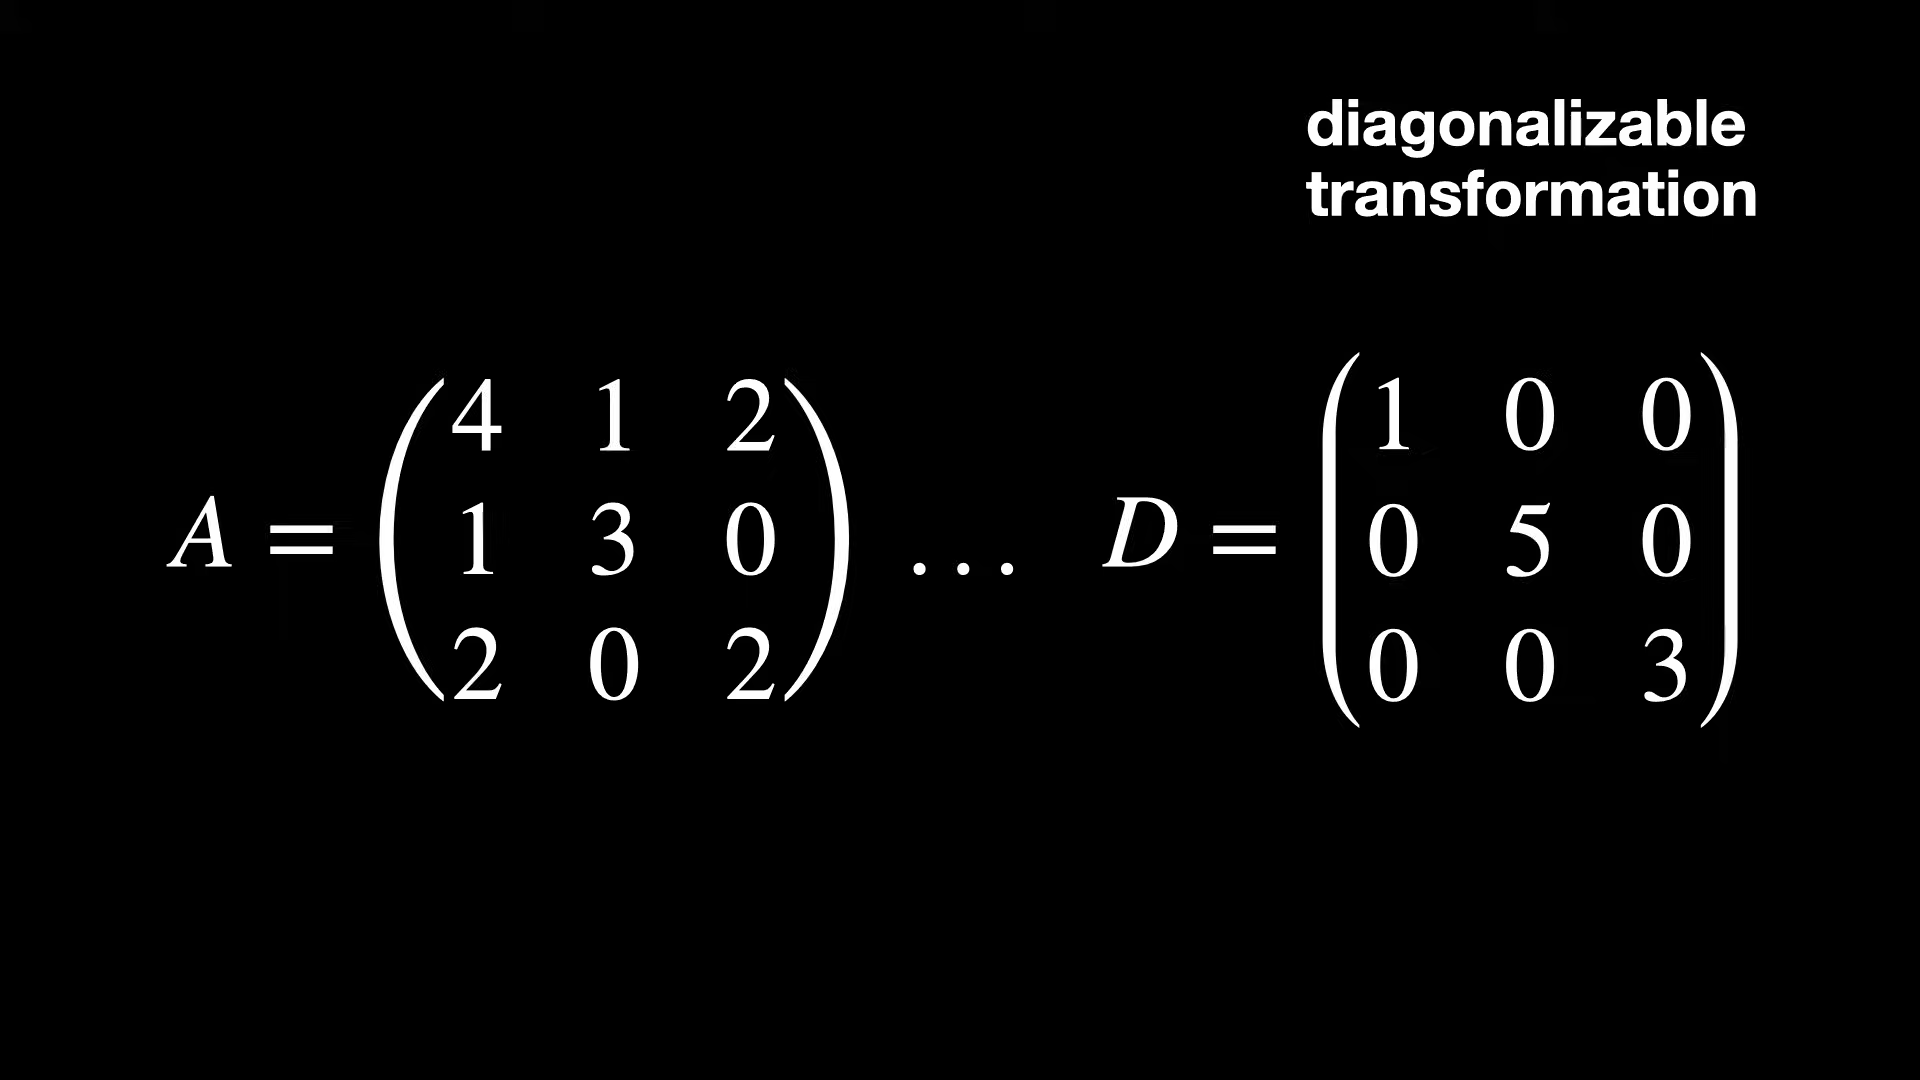 diagonalizable
transformation
A = (4 1 2
1 3 0
2 0 2) ... D = (1 0 0
0 5 0
0 0 3)